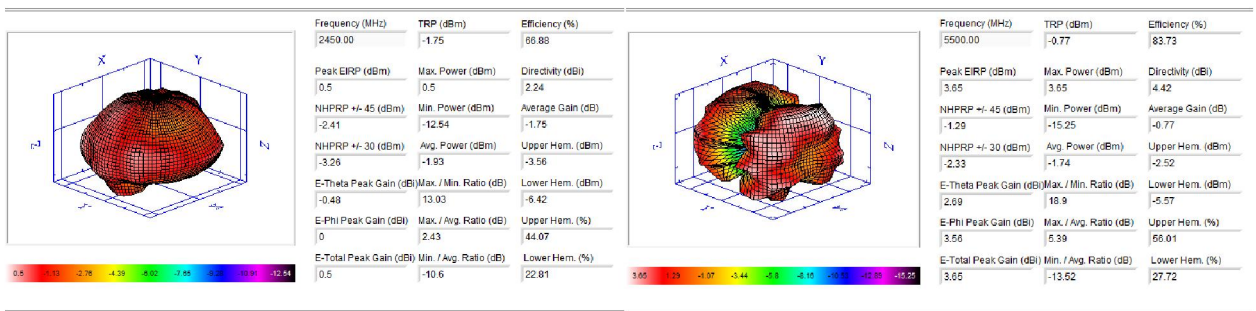 Frequency (MHz) TRP (dBm) Efficiency (%)
2450.00 -1.75 66.88
Peak EIRP (dBm) Max. Power (dBm) Directivity (dBi)
0.5 0.5 2.24
NHPRP +/- 45 (dBm) Min. Power (dBm) Average Gain (dB)
-2.41 -12.54 -1.75
NHPRP +/- 30 (dBm) Avg. Power (dBm) Upper Hem. (dBm)
-3.26 -1.93 -3.56
E-Theta Peak Gain (dBi) Max. / Min. Ratio (dB) Lower Hem. (dBm)
-0.48 13.03 -6.42
E-Phi Peak Gain (dBi) Max. / Avg. Ratio (dB) Upper Hem. (%)
0 2.43 44.07
E-Total Peak Gain (dBi) Min. / Avg. Ratio (dB) Lower Hem. (%)
0.5 -10.6 22.81
X Y
Z Z
0.5 -1.13 -2.76 -4.39 -6.02 -7.65 -10.91 -12.54
Frequency (MHz) TRP (dBm) Efficiency (%)
5500.00 -0.77 83.73
Peak EIRP (dBm) Max. Power (dBm) Directivity (dBi)
3.65 3.65 4.42
NHPRP +/- 45 (dBm) Min. Power (dBm) Average Gain (dB)
-1.29 -15.25 -0.77
NHPRP +/- 30 (dBm) Avg. Power (dBm) Upper Hem. (dBm)
-2.33 -1.74 -2.52
E-Theta Peak Gain (dBi) Max. / Min. Ratio (dB) Lower Hem. (dBm)
2.69 18.9 -5.57
E-Phi Peak Gain (dBi) Max. / Avg. Ratio (dB) Upper Hem. (%)
3.56 5.39 56.01
E-Total Peak Gain (dBi) Min. / Avg. Ratio (dB) Lower Hem. (%)
3.65 -13.52 27.72
X Y
Z Z
3.65 1.29 -1.07 -3.44 -5.8 -8.16 -15.25